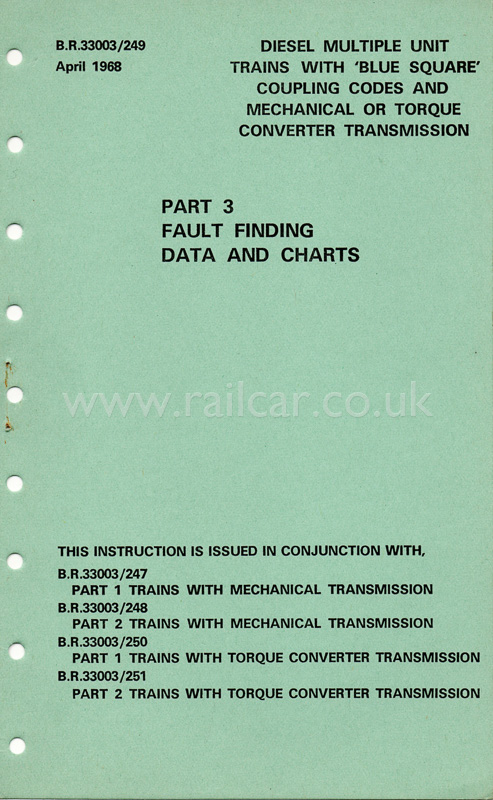 B.R.33003/249
April 1968
DIESEL MULTIPLE UNIT
TRAINS WITH ‘BLUE SQUARE’
COUPLING CODES AND
MECHANICAL OR TORQUE
CONVERTER TRANSMISSION
PART 3
FAULT FINDING
DATA AND CHARTS
www.railcar.co.uk
THIS INSTRUCTION IS ISSUED IN CONJUNCTION WITH,
B.R.33003/247
PART 1 TRAINS WITH MECHANICAL TRANSMISSION
B.R.33003/248
PART 2 TRAINS WITH MECHANICAL TRANSMISSION
B.R.33003/250
PART 1 TRAINS WITH TORQUE CONVERTER TRANSMISSION
B.R.33003/251
PART 2 TRAINS WITH TORQUE CONVERTER TRANSMISSION